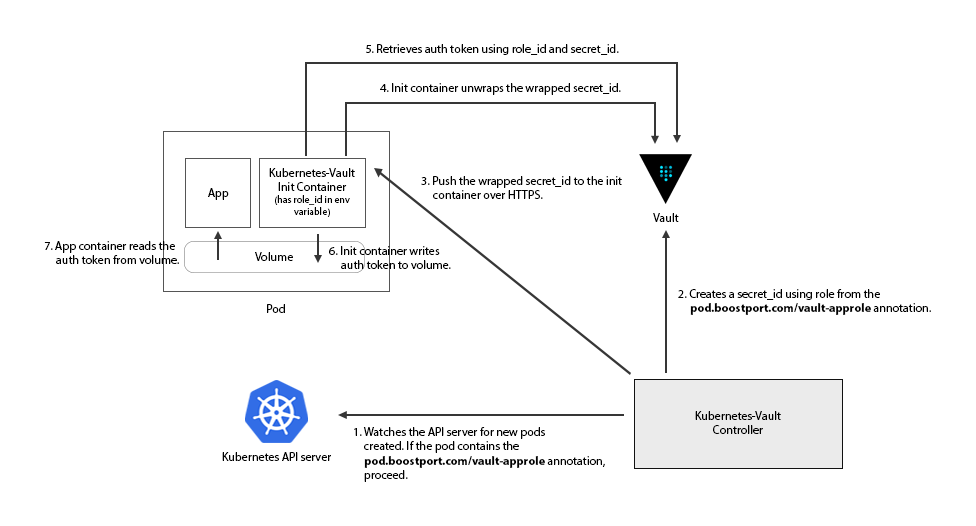 5. Retrieves auth token using role_id and secret_id.
4. Init container unwraps the wrapped secret_id.
App
Kubernetes-Vault
Init Container
(has role_id in env
variable)
3. Push the wrapped secret_id to the init
container over HTTPS.
Vault
7. App container reads the
auth token from volume.
Volume
6. Init container writes
auth token to volume.
Pod
2. Creates a secret_id using role from the
pod.boostport.com/vault-approle annotation.
Kubernetes API server
1. Watches the API server for new pods
created. If the pod contains the
pod.boostport.com/vault-approle annotation,
proceed.
Kubernetes-Vault
Controller